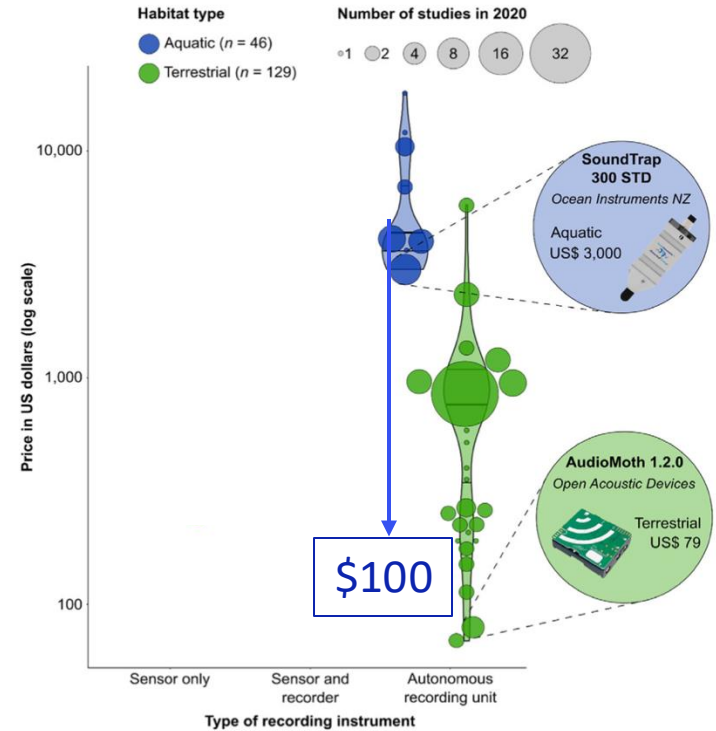 Habitat type
Aquatic (n = 46)
Terrestrial (n = 129)
Number of studies in 2020
1 2 4 8 16 32
Price in US dollars (log scale)
10,000
1,000
100
SoundTrap
300 STD
Ocean Instruments NZ
Aquatic
US$ 3,000
AudioMoth 1.2.0
Open Acoustic Devices
Terrestrial
US$ 79
$100
Sensor only
Sensor and
recorder
Autonomous
recording unit
Type of recording instrument